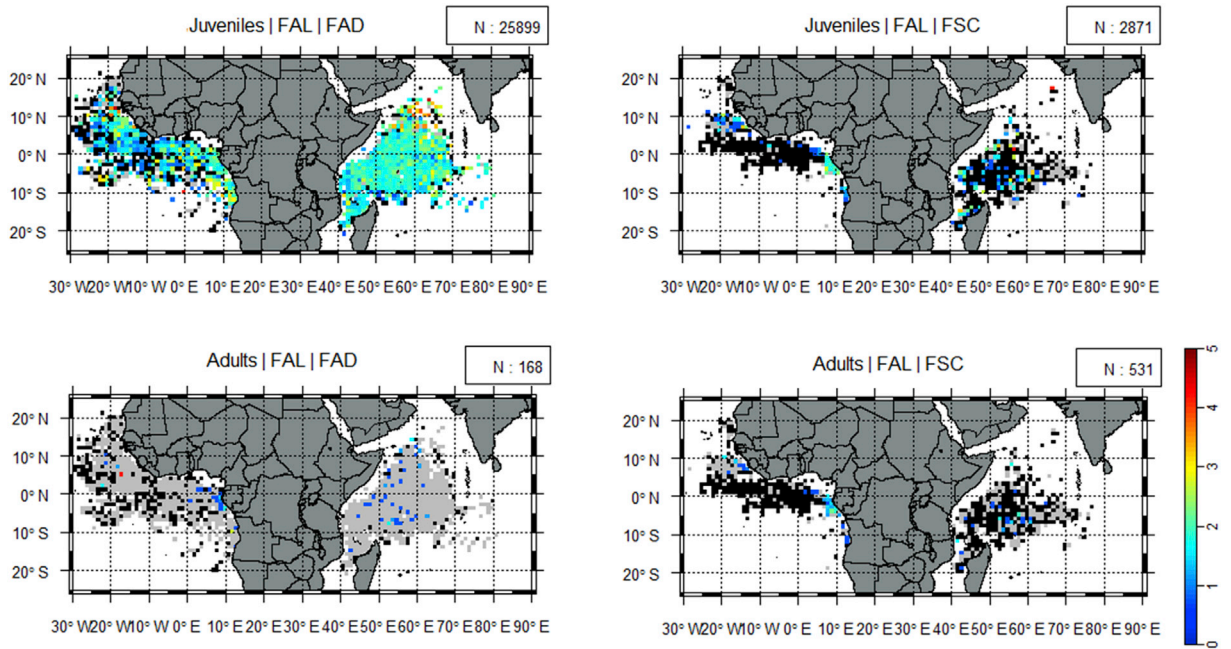 Juveniles | FAL | FAD
N : 25899
Juveniles | FAL | FSC
N : 2871
20° N
10° N
0° N
10° S
20° S
30° W20° W10° W 0° E 10° E 20° E 30° E 40° E 50° E 60° E 70° E 80° E 90° E
20° N
10° N
0° N
10° S
20° S
30° W20° W10° W 0° E 10° E 20° E 30° E 40° E 50° E 60° E 70° E 80° E 90° E
Adults | FAL | FAD
N : 168
Adults | FAL | FSC
N : 531
20° N
10° N
0° N
10° S
20° S
30° W20° W10° W 0° E 10° E 20° E 30° E 40° E 50° E 60° E 70° E 80° E 90° E
20° N
10° N
0° N
10° S
20° S
30° W20° W10° W 0° E 10° E 20° E 30° E 40° E 50° E 60° E 70° E 80° E 90° E
5
4
3
2
1
0